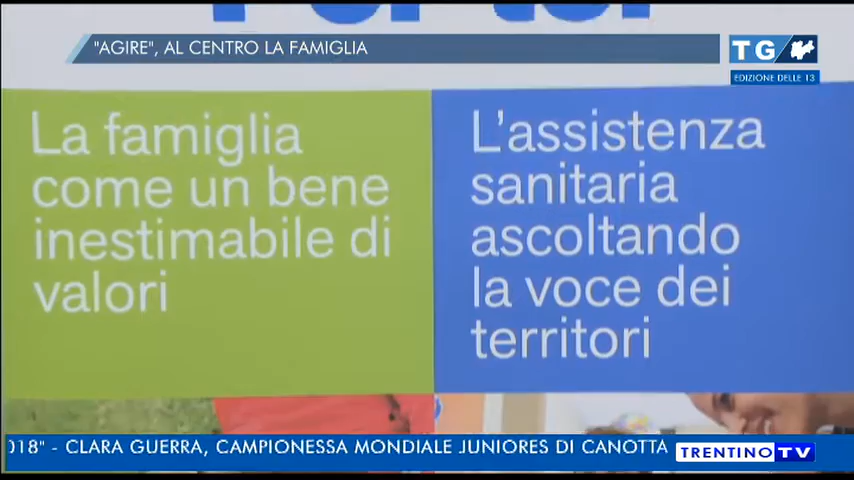 "AGIRE", AL CENTRO LA FAMIGLIA
TG
EDIZIONE DELLE 13
La famiglia
come un bene
inestimabile di
valori
L'assistenza
sanitaria
ascoltando
la voce dei
territori
018" - CLARA GUERRA, CAMPIONESSA MONDIALE JUNIORES DI CANOTTA
TRENTINO TV